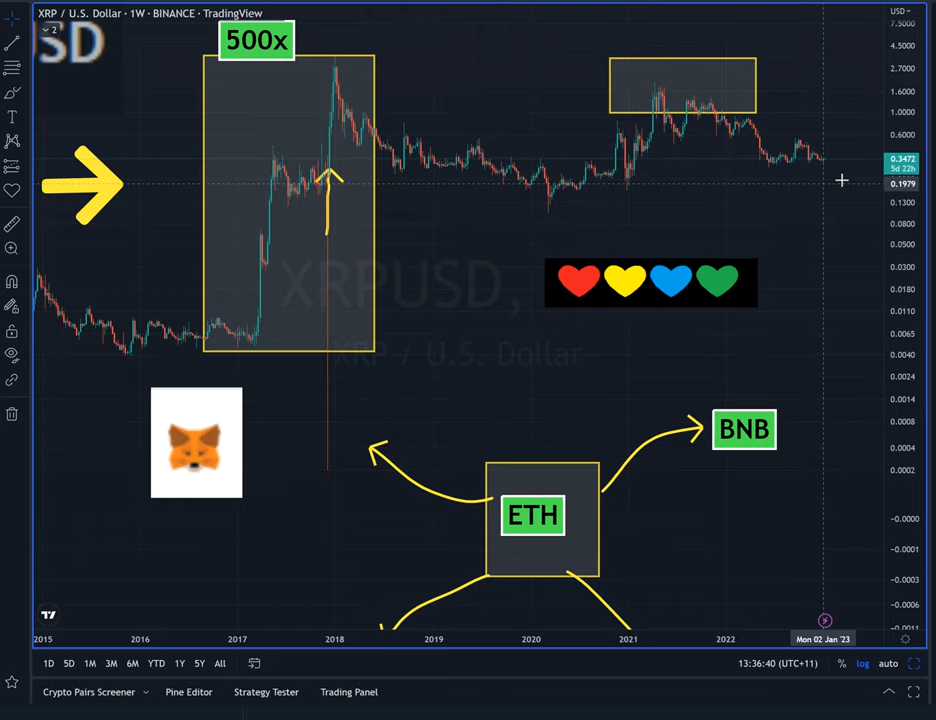 XRP / U.S. Dollar · 1W · BINANCE · TradingView
USD
2
SD
500x
7.5000
4.5000
2.7000
1.6000
1.0000
0.6000
0.3472
5d 22h
0.1979
0.1300
0.0800
0.0500
0.0300
0.0180
0.0110
0.0065
0.0040
0.0024
0.0014
0.0008
0.0004
0.0002
-0.0000
-0.0001
-0.0003
-0.0006
-0.0011
XRPUSD,
XRP / U.S. Dollar
BNB
ETH
2015 2016 2017 2018 2019 2020 2021 2022 Mon 02 Jan '23
1D 5D 1M 3M 6M YTD 1Y 5Y All 13:36:40 (UTC+11) % log auto
Crypto Pairs Screener Pine Editor Strategy Tester Trading Panel